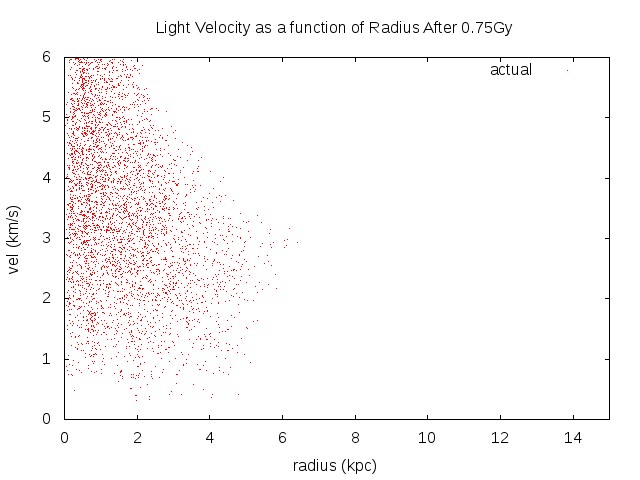 Light Velocity as a function of Radius After 0.75Gy
actual
6
5
4
3
2
1
0
vel (km/s)
0 2 4 6 8 10 12 14
radius (kpc)